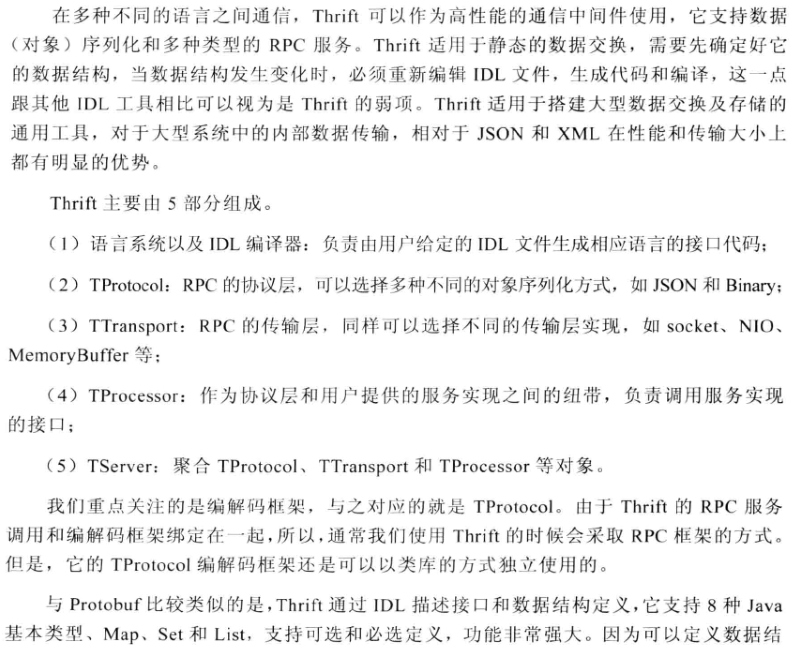 在多种不同的语言之间通信，Thrift 可以作为高性能的通信中间件使用，它支持数据
（对象）序列化和多种类型的 RPC 服务。Thrift 适用于静态的数据交换，需要先确定好它
的数据结构，当数据结构发生变化时，必须重新编辑 IDL 文件，生成代码和编译，这一点
跟其他 IDL 工具相比可以视为是 Thrift 的弱项。Thrift 适用于搭建大型数据交换及存储的
通用工具，对于大型系统中的内部数据传输，相对于 JSON 和 XML 在性能和传输大小上
都有明显的优势。
Thrift 主要由 5 部分组成。
（1）语言系统以及 IDL 编译器：负责由用户给定的 IDL 文件生成相应语言的接口代码；
（2）TProtocol：RPC 的协议层，可以选择多种不同的对象序列化方式，如 JSON 和 Binary；
（3）TTransport：RPC 的传输层，同样可以选择不同的传输层实现，如 socket、NIO、
MemoryBuffer 等；
（4）TProcessor：作为协议层和用户提供的服务实现之间的纽带，负责调用服务实现
的接口；
（5）TServer：聚合 TProtocol、TTransport 和 TProcessor 等对象。
我们重点关注的是编解码框架，与之对应的就是 TProtocol。由于 Thrift 的 RPC 服务
调用和编解码框架绑定在一起，所以，通常我们使用 Thrift 的时候会采取 RPC 框架的方式。
但是，它的 TProtocol 编解码框架还是可以以类库的方式独立使用的。
与 Protobuf 比较类似的是，Thrift 通过 IDL 描述接口和数据结构定义，它支持 8 种 Java
基本类型、Map、Set 和 List，支持可选和必选定义，功能非常强大。因为可以定义数据结